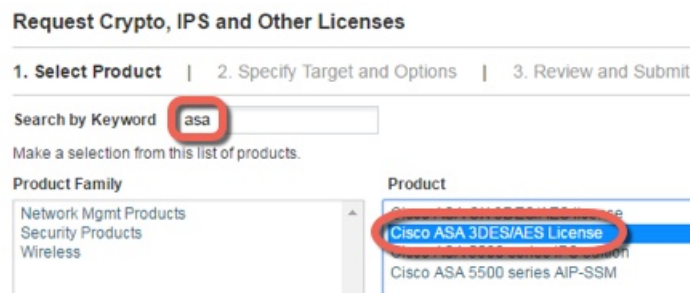 Request Crypto, IPS and Other Licenses
1. Select Product | 2. Specify Target and Options | 3. Review and Submit
Search by Keyword asa
Make a selection from this list of products.
Product Family
Network Mgmt Products
Security Products
Wireless
Product
Cisco ASA 3DES/AES License
Cisco ASA 5500 series AIP-SSM